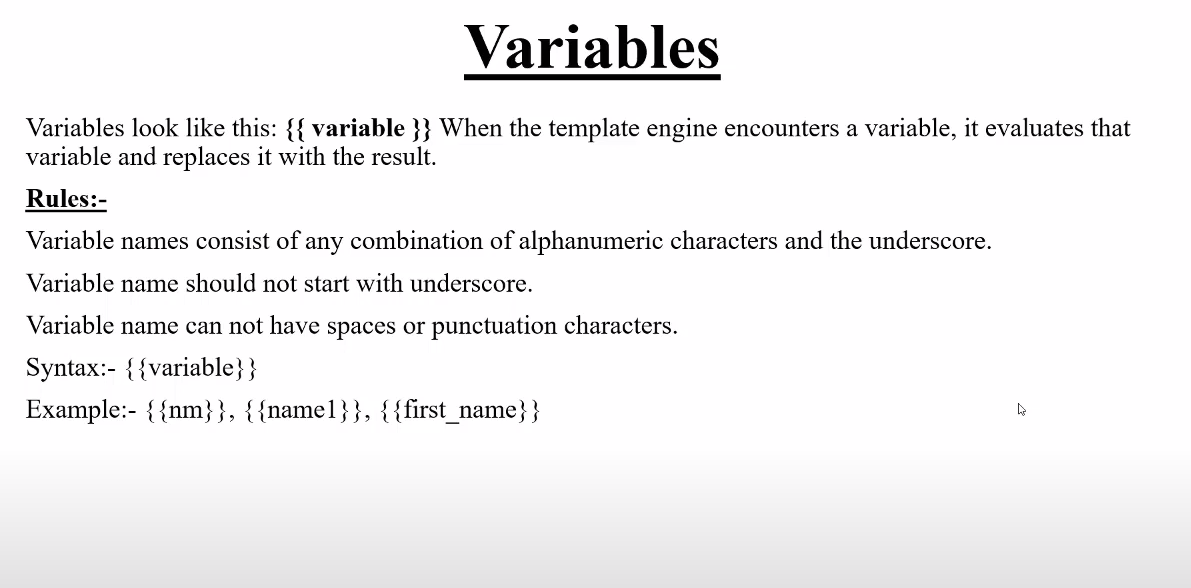 Variables
Variables look like this: {{ variable }} When the template engine encounters a variable, it evaluates that
variable and replaces it with the result.
Rules:-
Variable names consist of any combination of alphanumeric characters and the underscore.
Variable name should not start with underscore.
Variable name can not have spaces or punctuation characters.
Syntax:- {{variable}}
Example:- {{nm}}, {{name1}}, {{first_name}}